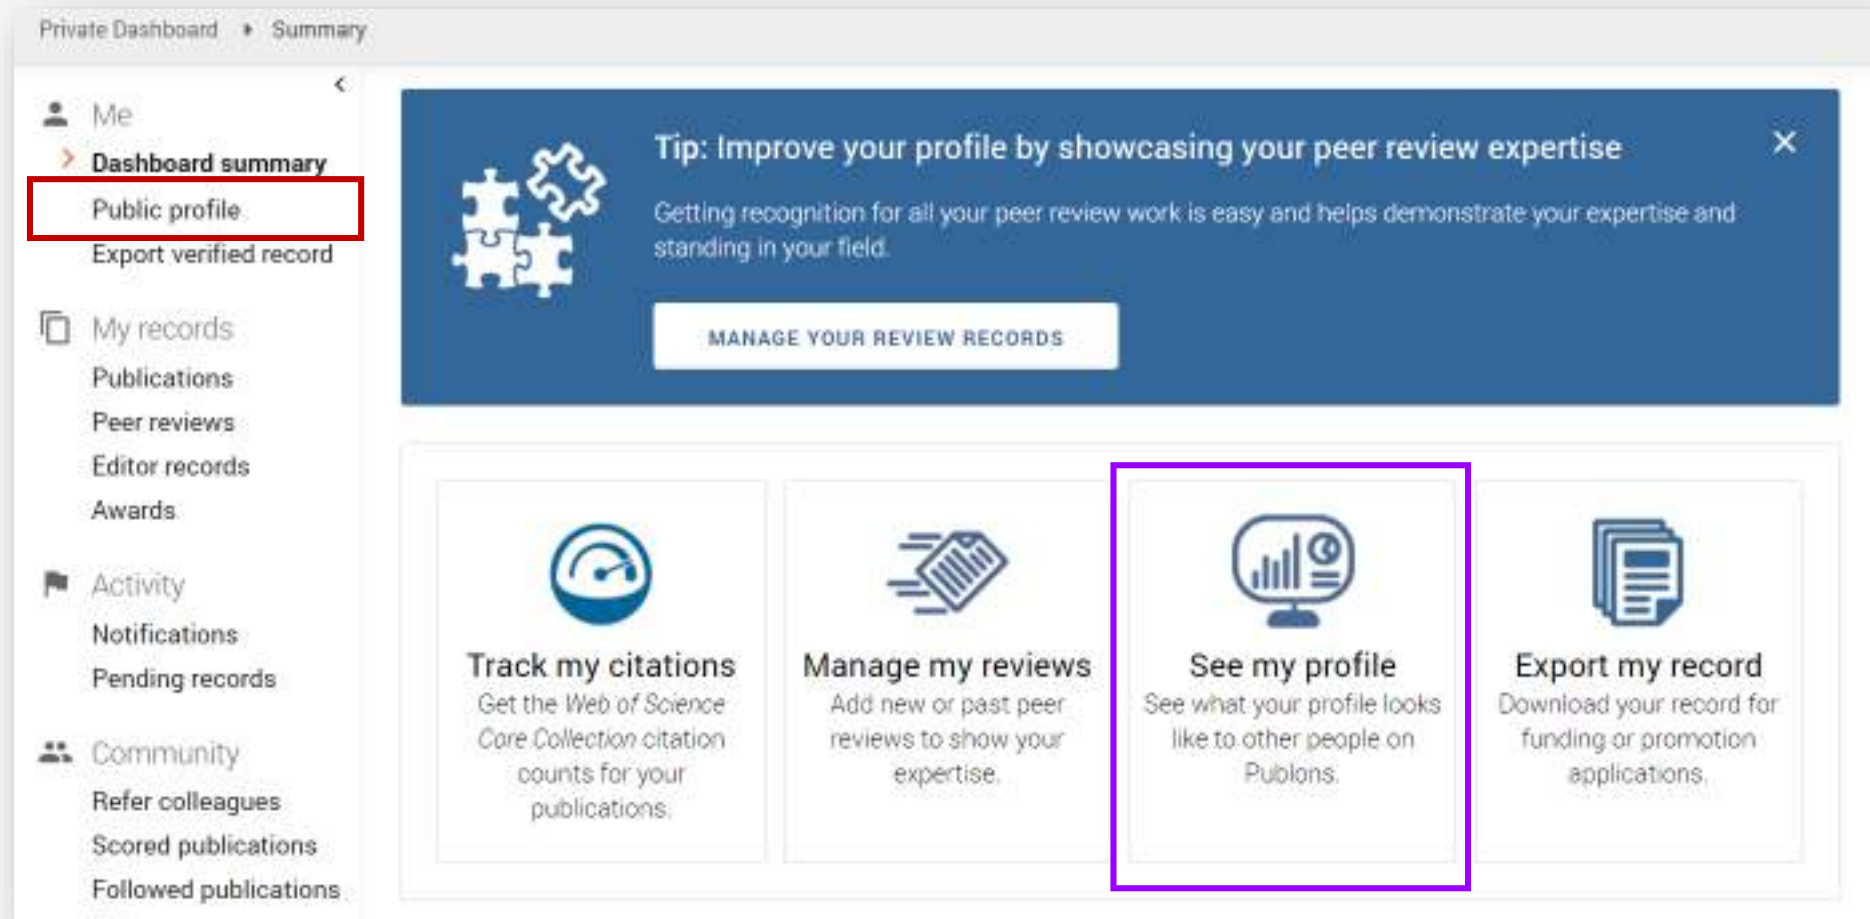 Private Dashboard Summary
Me
Dashboard summary
Public profile
Export verified record
My records
Publications
Peer reviews
Editor records
Awards
Activity
Notifications
Pending records
Community
Refer colleagues
Scored publications
Followed publications
Tip: Improve your profile by showcasing your peer review expertise
Getting recognition for all your peer review work is easy and helps demonstrate your expertise and
standing in your field.
MANAGE YOUR REVIEW RECORDS
Track my citations
Get the Web of Science
Core Collection citation
counts for your
publications.
Manage my reviews
Add new or past peer
reviews to show your
expertise.
See my profile
See what your profile looks
like to other people on
Publons.
Export my record
Download your record for
funding or promotion
applications.